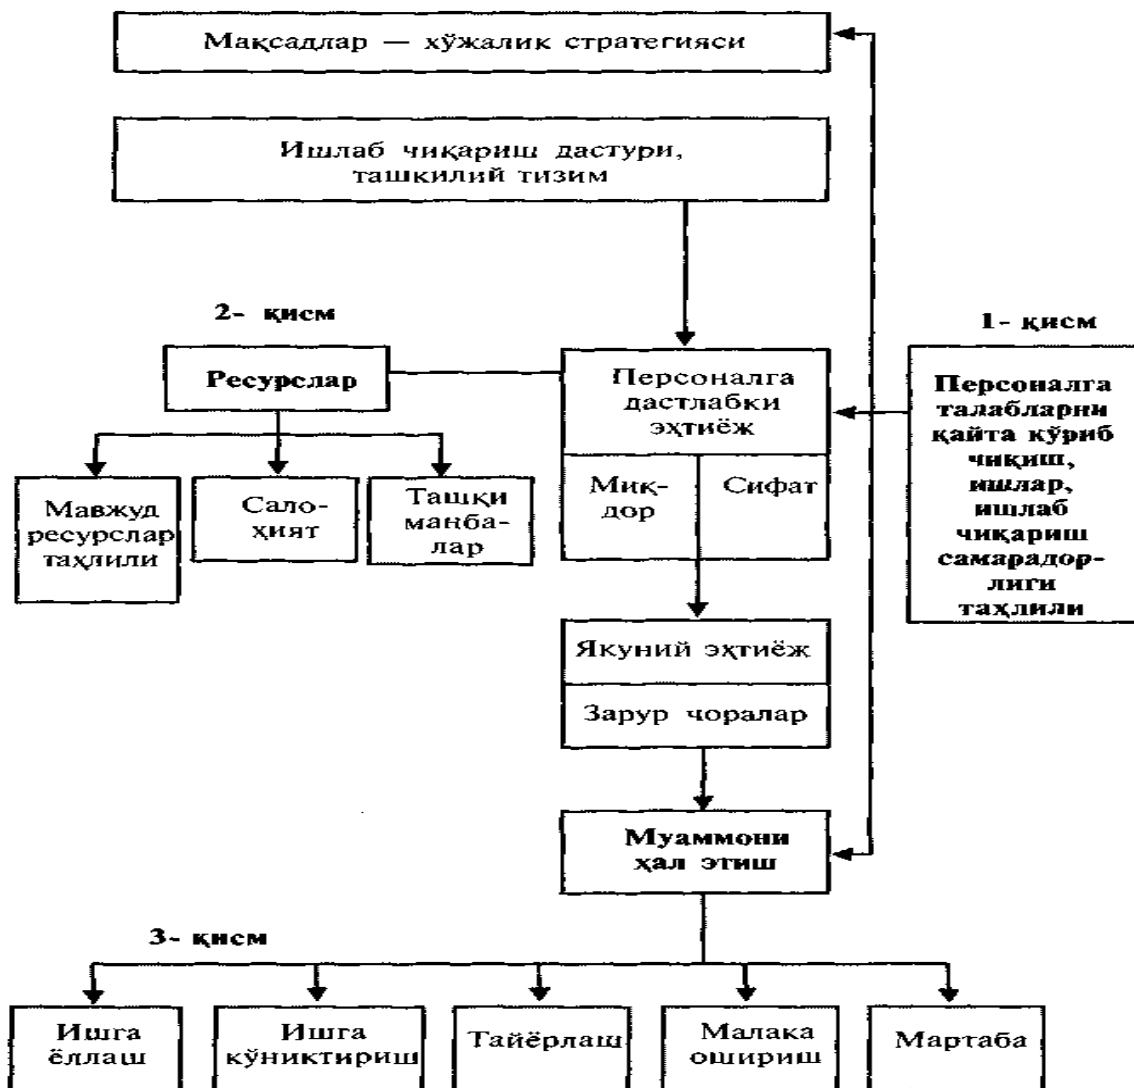 Мақсадлар — хўжалик стратегияси
Ишлаб чиқариш дастури,
ташкилий тизим
2- қисм
1- қисм
Ресурслар
Персоналга
дастлабки
эҳтиёж
Миқ-
дор
Сифат
Персоналга
талабларни
қайта кўриб
чиқиш,
ишлар,
ишлаб
чиқариш
самарадор-
лиги
таҳлили
Мавжуд
ресурслар
таҳлили
Сало-
ҳият
Ташқи
манба-
лар
Якуний эҳтиёж
Зарур чоралар
Муаммони
ҳал этиш
3- қисм
Ишга
ёллаш
Ишга
кўниктириш
Тайёрлаш
Малака
ошириш
Мартаба